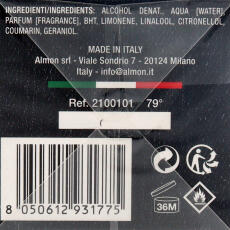 INGREDIENTI/INGREDIENTS: ALCOHOL DENAT., AQUA [WATER]
PARFUM [FRAGRANCE], BHT, LIMONENE, LINALOOL, CITRONELLOL,
COUMARIN, GERANIOL.
MADE IN ITALY
Almon srl - Viale Sondrio 7 - 20124 Milano
Italy - info@almon.it
Ref. 2100101 79°
8 050612 931775
36M